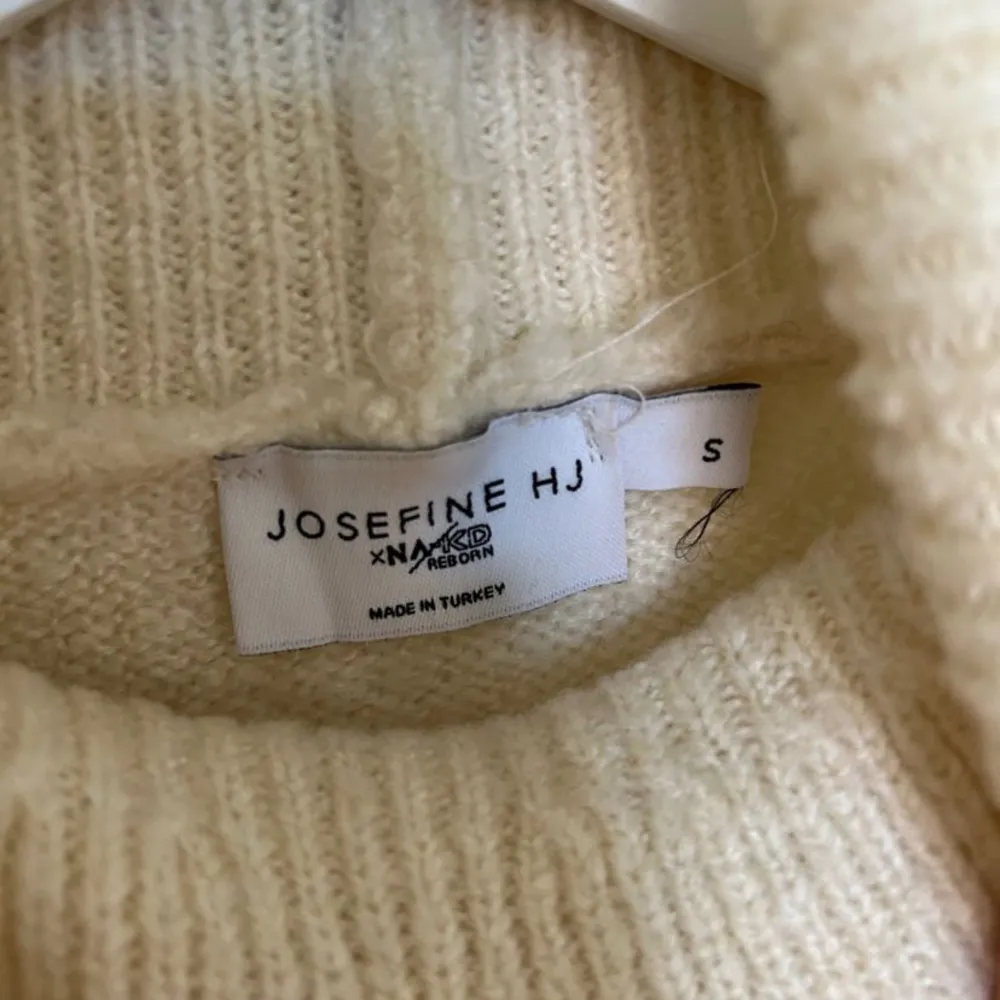 JOSEFINE HJ
×NA-KD
REBORN
MADE IN TURKEY
S